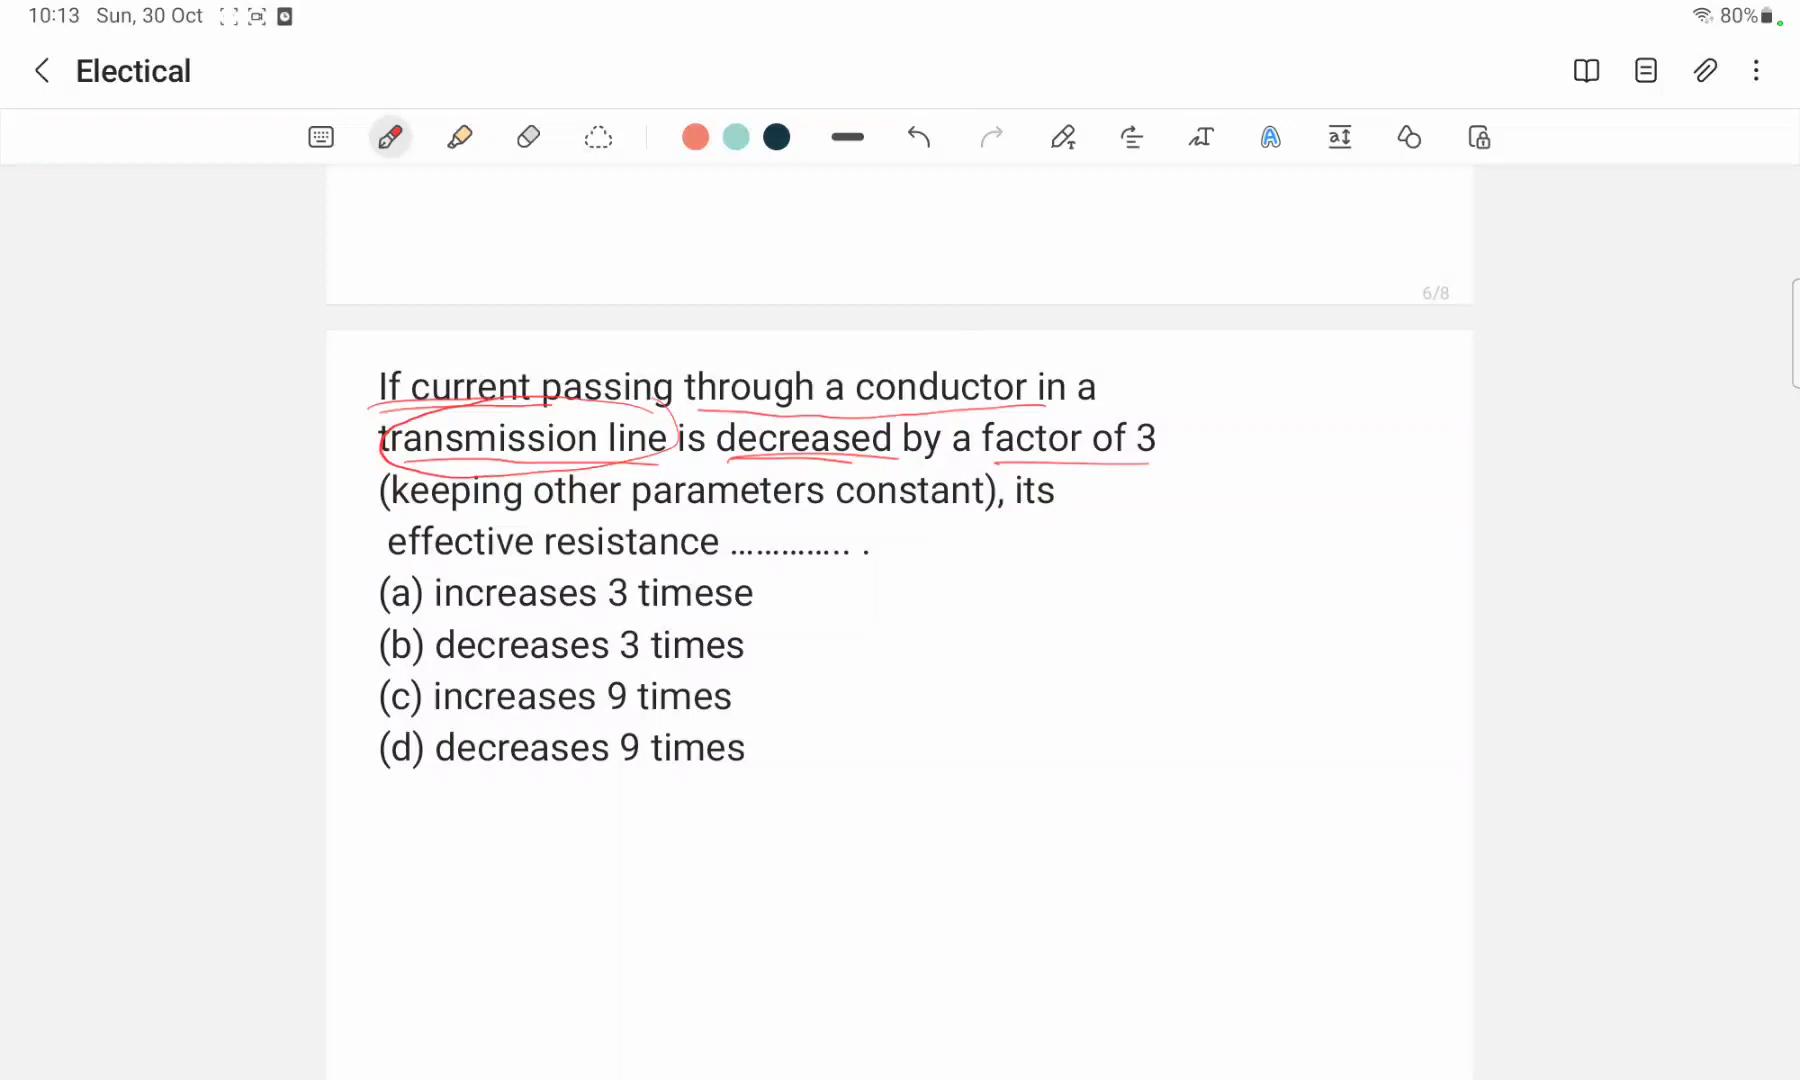 10:13 Sun, 30 Oct
80%
Electical
6/8
If current passing through a conductor in a
transmission line is decreased by a factor of 3
(keeping other parameters constant), its
effective resistance ………….. .
(a) increases 3 timese
(b) decreases 3 times
(c) increases 9 times
(d) decreases 9 times